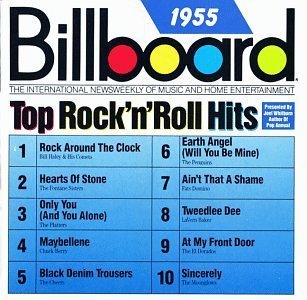 1955
Billboard
THE INTERNATIONAL NEWSWEEKLY OF MUSIC AND HOME ENTERTAINMENT
Top Rock'n'Roll Hits
Presented By
Joel Whitburn
Author Of
Pop Annual
1 Rock Around The Clock
Bill Haley & His Comets
2 Hearts Of Stone
The Fontane Sisters
3 Only You
(And You Alone)
The Platters
4 Maybellene
Chuck Berry
5 Black Denim Trousers
The Cheers
6 Earth Angel
(Will You Be Mine)
The Penguins
7 Ain't That A Shame
Fats Domino
8 Tweedlee Dee
LaVern Baker
9 At My Front Door
The El Dorados
10 Sincerely
The Moonglows